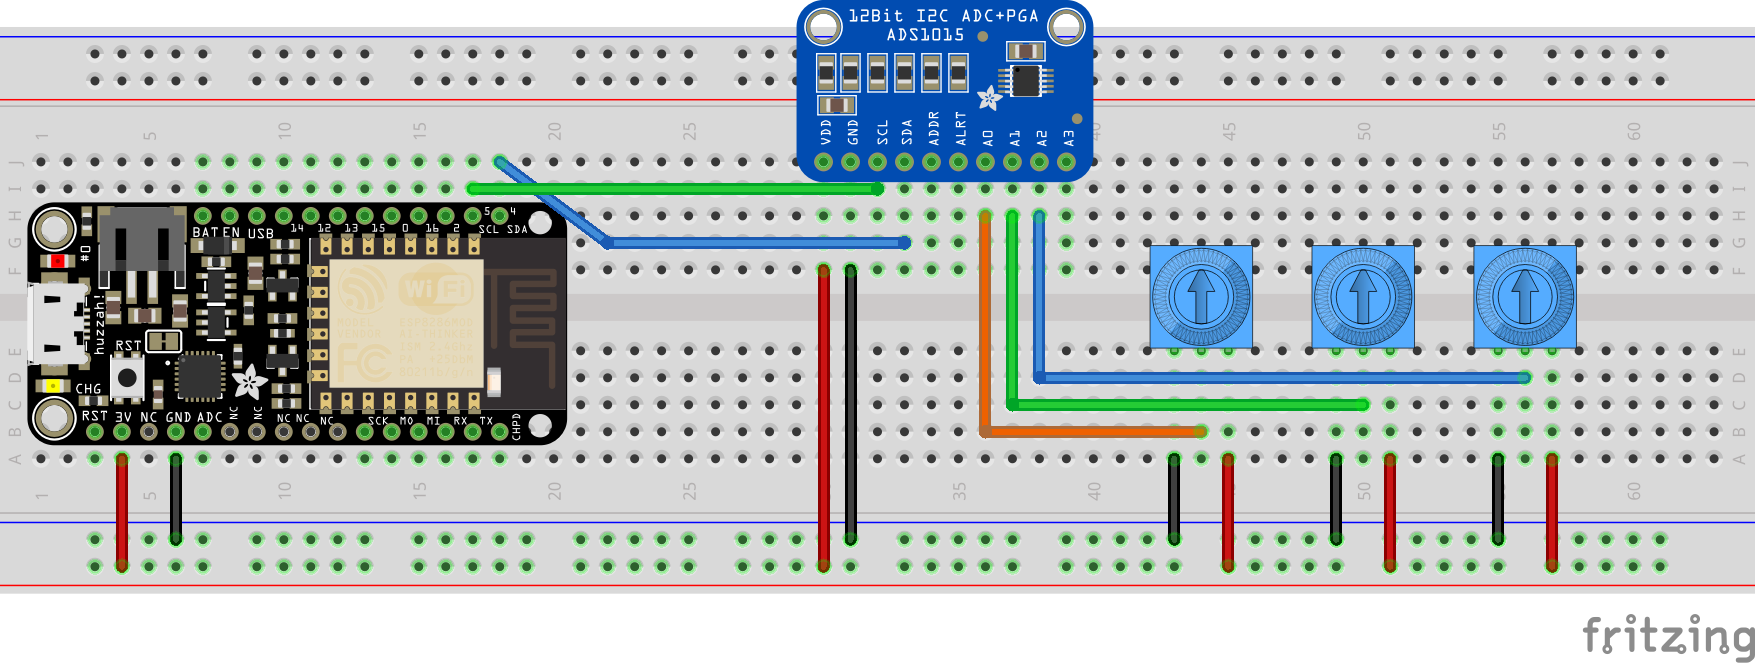 12Bit I2C ADC+PGA
ADS1015
VDD GND SCL SDA ADDR ALRT A0 A1 A2 A3
1 5 10 15 20 25 40 45 50 55 60
J J
I I
H H
G G
F F
E E
D D
C C
B B
A A
1 5 10 15 20 25 35 40 50 60
5 4
BAT EN USB 14 12 13 15 0 16 2 SCL SDA
#0
huzzah!
WiFi
FC
RST
CHG
RST 3V NC GND ADC NC NC NC NC NC SCK MO MI RX TX CHPD
fritzing